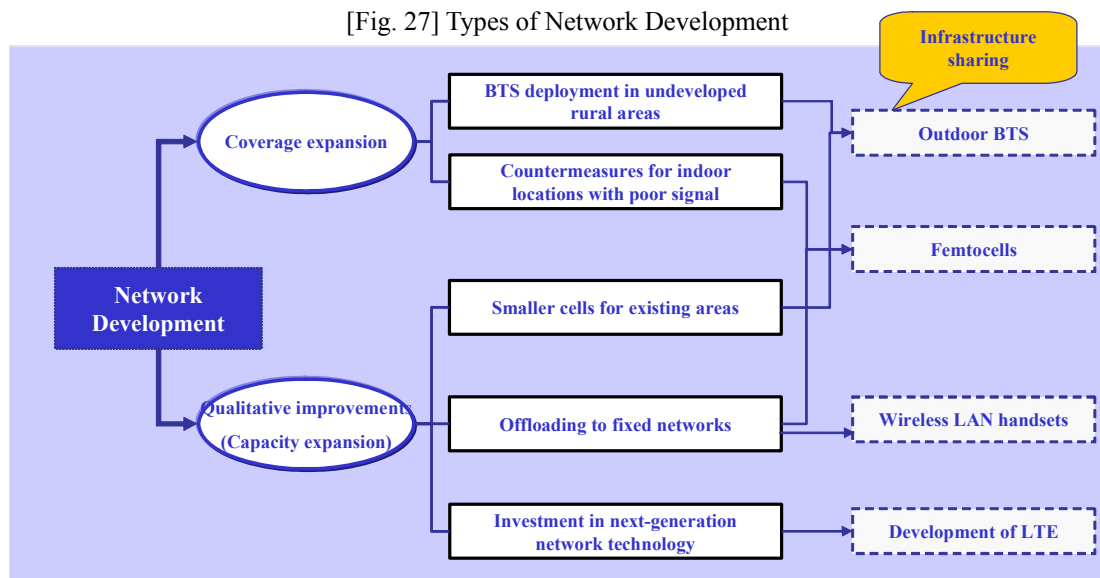 [Fig. 27] Types of Network Development
Infrastructure
sharing
BTS deployment in undeveloped
rural areas
Coverage expansion
Outdoor BTS
Countermeasures for indoor
locations with poor signal
Femtocells
Network
Development
Smaller cells for existing areas
Qualitative improvements
(Capacity expansion)
Offloading to fixed networks
Wireless LAN handsets
Investment in next-generation
network technology
Development of LTE